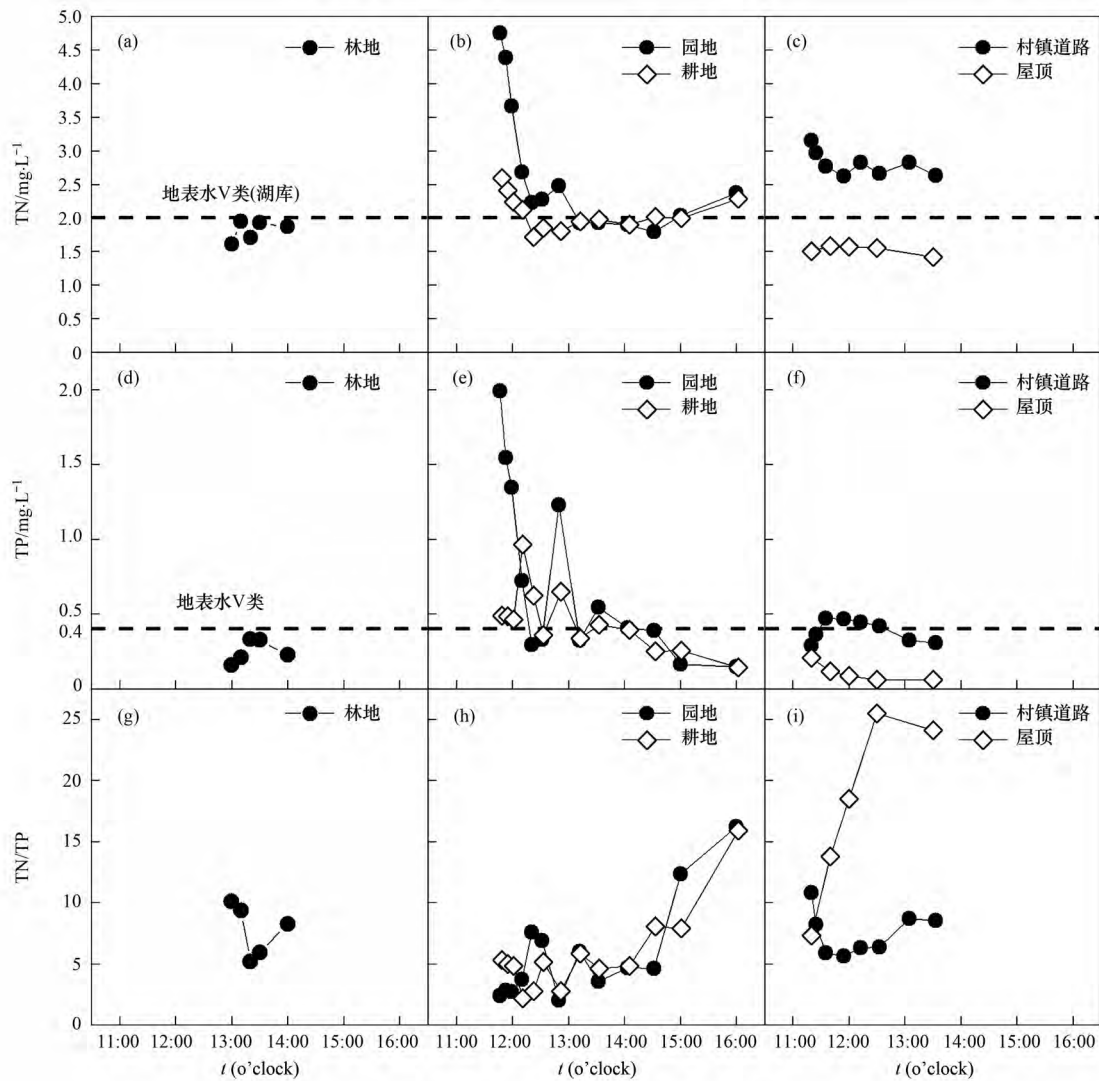 5.0
4.5
4.0
3.5
3.0
2.5
2.0
1.5
1.0
0.5
0
TN/mg·L⁻¹
(a)
林地
地表水V类(湖库)
(b)
园地
耕地
(c)
村镇道路
屋顶
2.0
1.5
1.0
0.5
0.4
0
TP/mg·L⁻¹
(d)
林地
地表水V类
(e)
园地
耕地
(f)
村镇道路
屋顶
25
20
15
10
5
0
TN/TP
(g)
林地
(h)
园地
耕地
(i)
村镇道路
屋顶
11:00 12:00 13:00 14:00 15:00 16:00
12:00 13:00 14:00 15:00 16:00
11:00 12:00 13:00 14:00 15:00 16:00
t (o'clock)
t (o'clock)
t (o'clock)